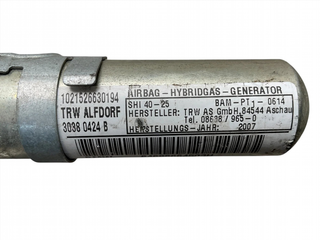 1021526630194
TRW ALFDORF
3038 0424 B
AIRBAG-HYBRIDGAS-GENERATOR
SHI 40-25 BAM-PT1-0614
HERSTELLER: TRW AS GmbH, 84544 Aschau
Tel. 08638 / 965-0
HERSTELLUNGS-JAHR: 2007